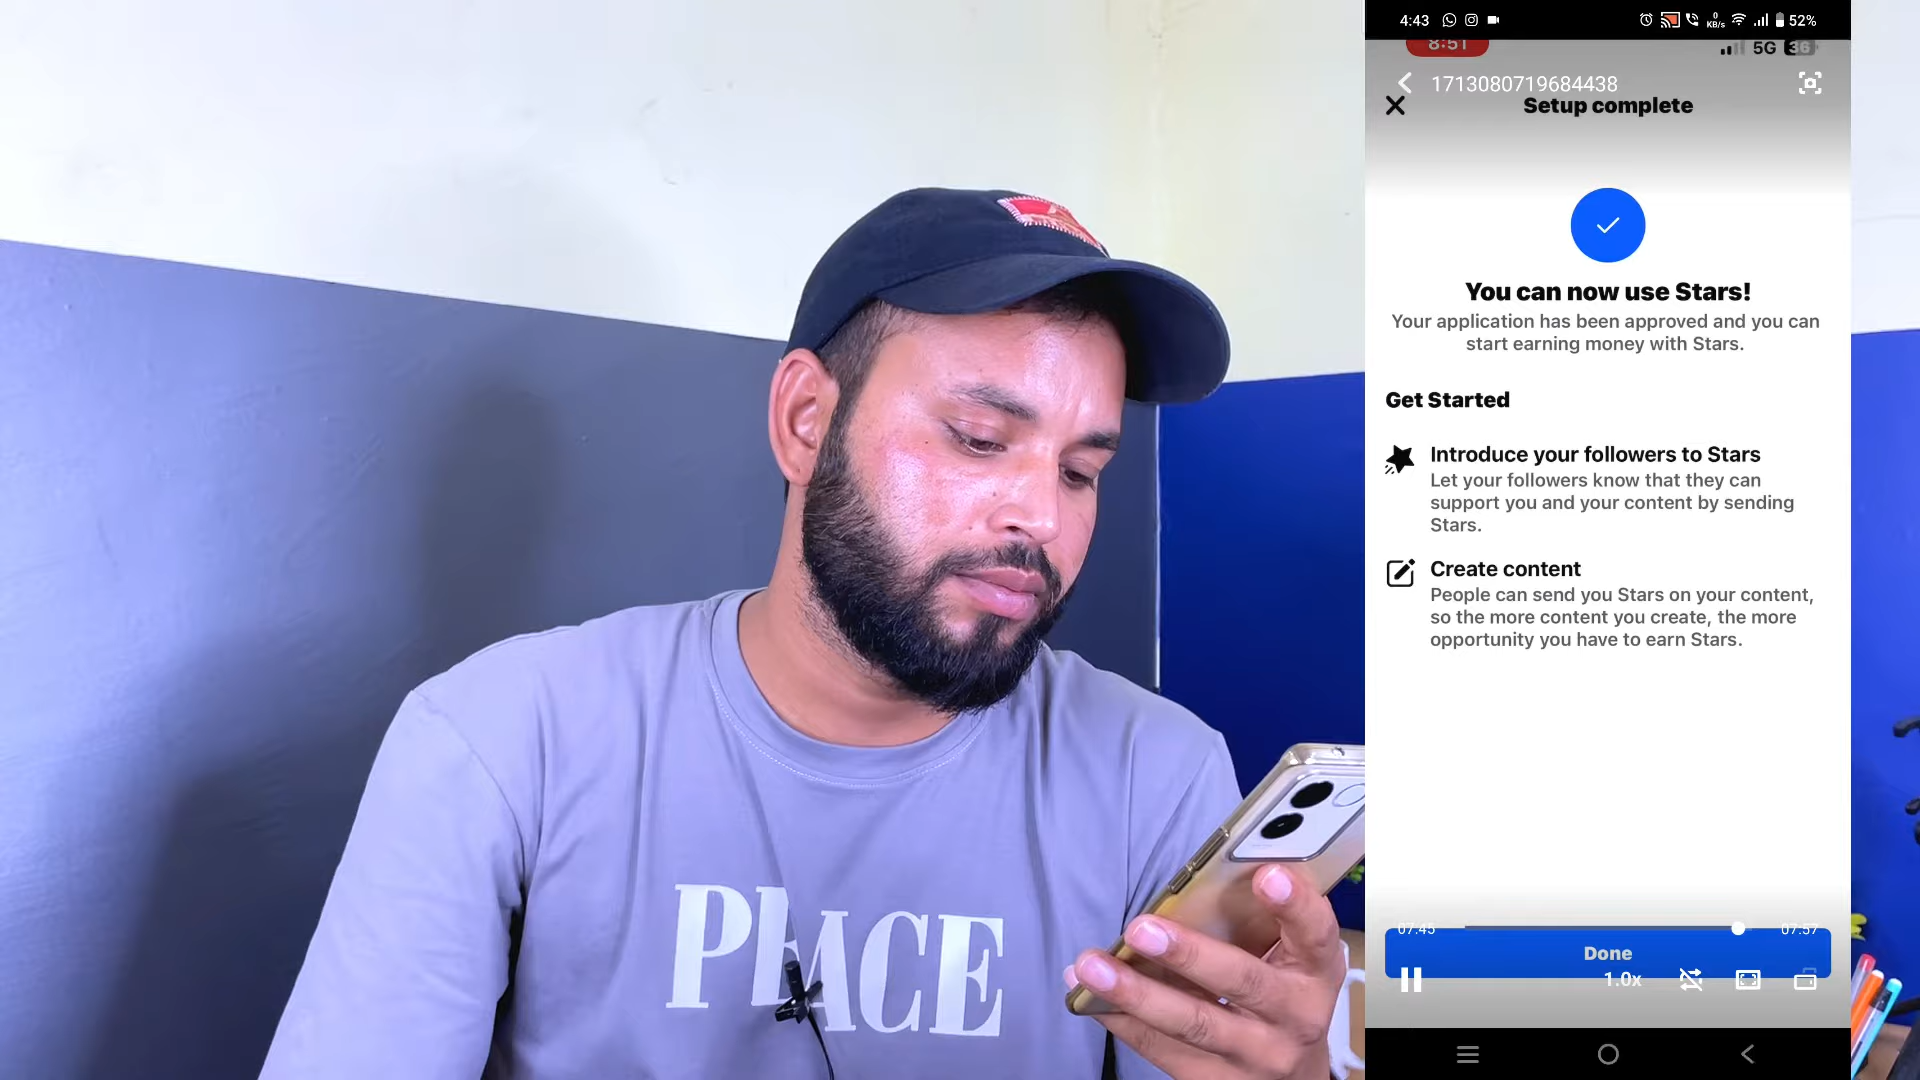 4:43
0
KB/s
52%
8:51
5G
36
1713080719684438
Setup complete
You can now use Stars!
Your application has been approved and you can
start earning money with Stars.
Get Started
Introduce your followers to Stars
Let your followers know that they can
support you and your content by sending
Stars.
Create content
People can send you Stars on your content,
so the more content you create, the more
opportunity you have to earn Stars.
07:45
07:57
Done
1.0x
PEACE